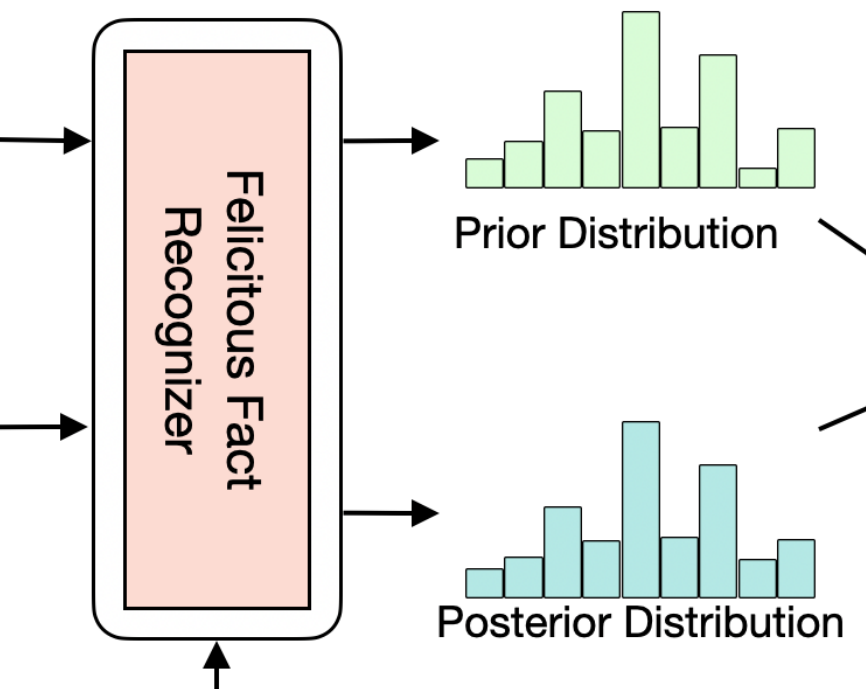 Felicitous Fact
Recognizer
Prior Distribution
Posterior Distribution